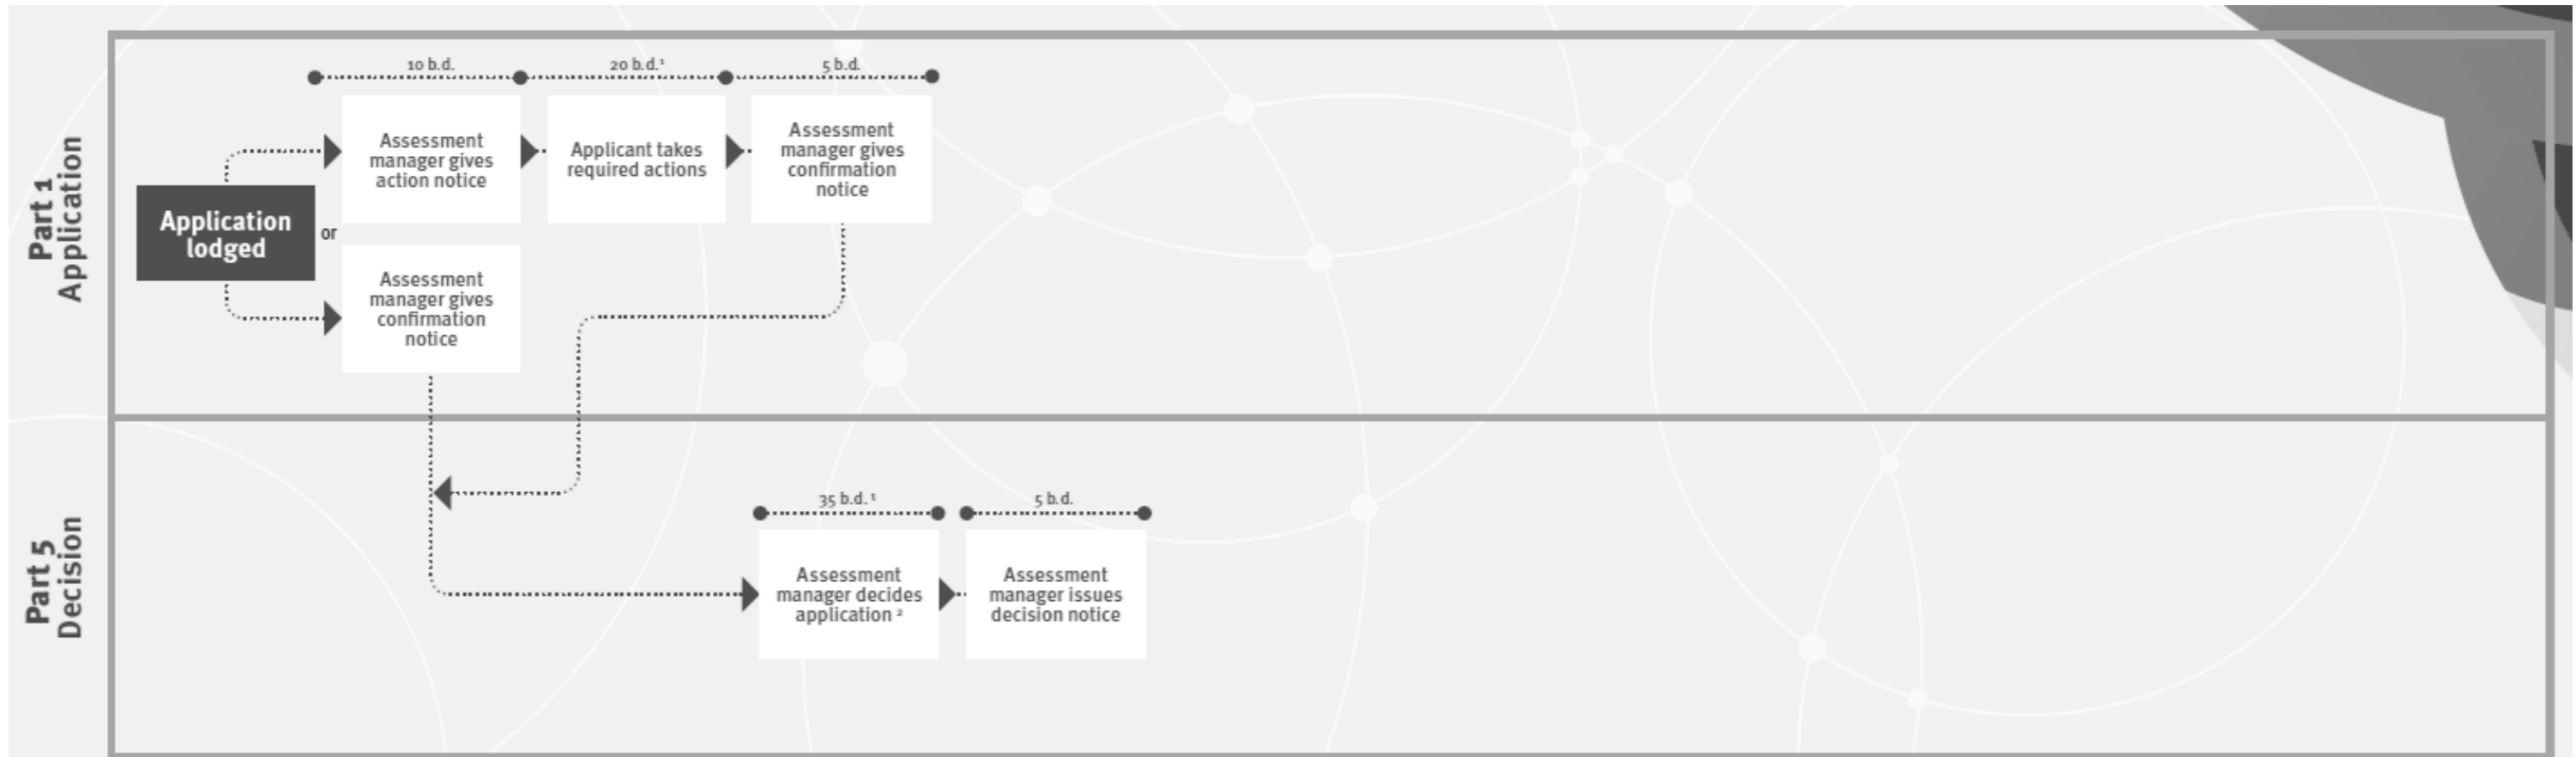 Part 1
Application
10 b.d.
20 b.d.¹
5 b.d.
Application
lodged
or
Assessment
manager gives
action notice
Applicant takes
required actions
Assessment
manager gives
confirmation
notice
Assessment
manager gives
confirmation
notice
Part 5
Decision
35 b.d. ¹
5 b.d.
Assessment
manager decides
application ²
Assessment
manager issues
decision notice